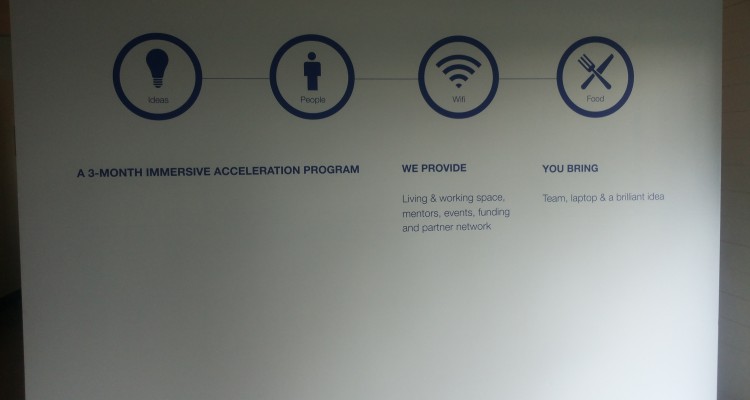 Ideas
People
Wifi
Food
A 3-MONTH IMMERSIVE ACCELERATION PROGRAM
WE PROVIDE
Living & working space,
mentors, events, funding
and partner network
YOU BRING
Team, laptop & a brilliant idea